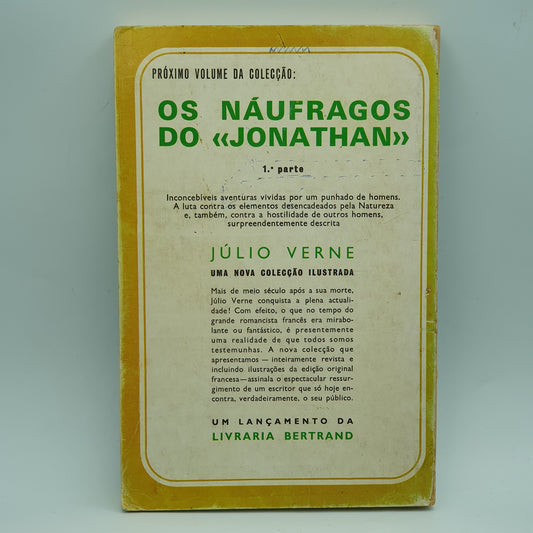 PRÓXIMO VOLUME DA COLECÇÃO:
OS NÁUFRAGOS
DO «JONATHAN»
1.ª parte
Inconcebíveis aventuras vividas por um punhado de homens.
A luta contra os elementos desencadeados pela Natureza
e, também, contra a hostilidade de outros homens,
surpreendentemente descrita
JÚLIO VERNE
UMA NOVA COLECÇÃO ILUSTRADA
Mais de meio século após a sua morte,
Júlio Verne conquista a plena actuali-
dade! Com efeito, o que no tempo do
grande romancista francês era mirabo-
lante ou fantástico, é presentemente
uma realidade de que todos somos
testemunhas. A nova colecção que
apresentamos — inteiramente revista e
incluindo ilustrações da edição original
francesa—assinala o espectacular ressur-
gimento de um escritor que só hoje en-
contra, verdadeiramente, o seu público.
UM LANÇAMENTO DA
LIVRARIA BERTRAND